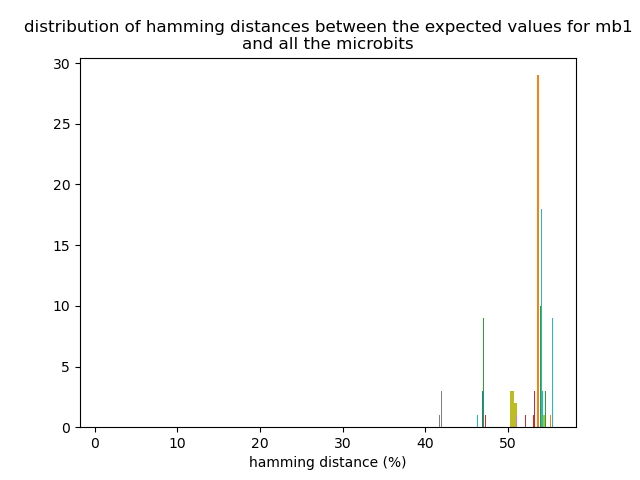 distribution of hamming distances between the expected values for mb1
and all the microbits
30
25
20
15
10
5
0
0 10 20 30 40 50
hamming distance (%)